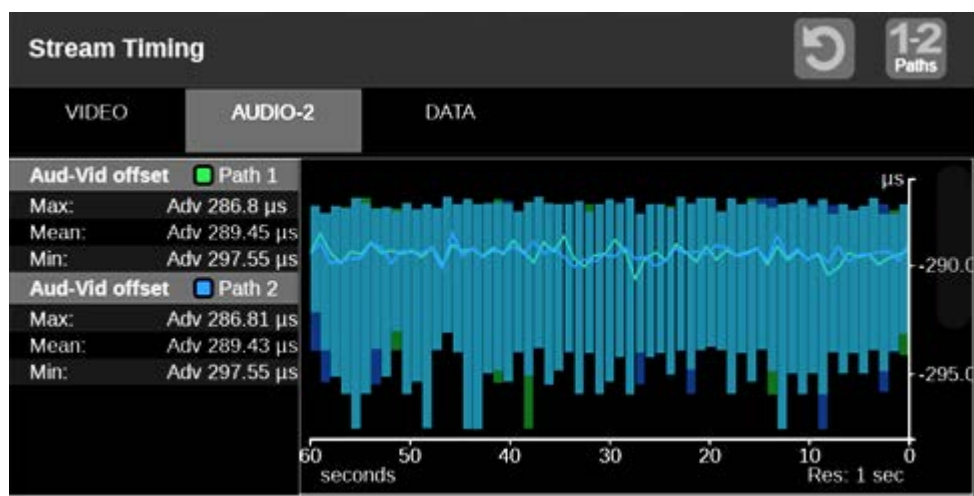 Stream Timing
1-2
Paths
VIDEO AUDIO-2 DATA
Aud-Vid offset Path 1
Max: Adv 286.8 µs
Mean: Adv 289.45 µs
Min: Adv 297.55 µs
Aud-Vid offset Path 2
Max: Adv 286.81 µs
Mean: Adv 289.43 µs
Min: Adv 297.55 µs
µs
-290.0
-295.0
60 50 40 30 20 10 0
seconds Res: 1 sec